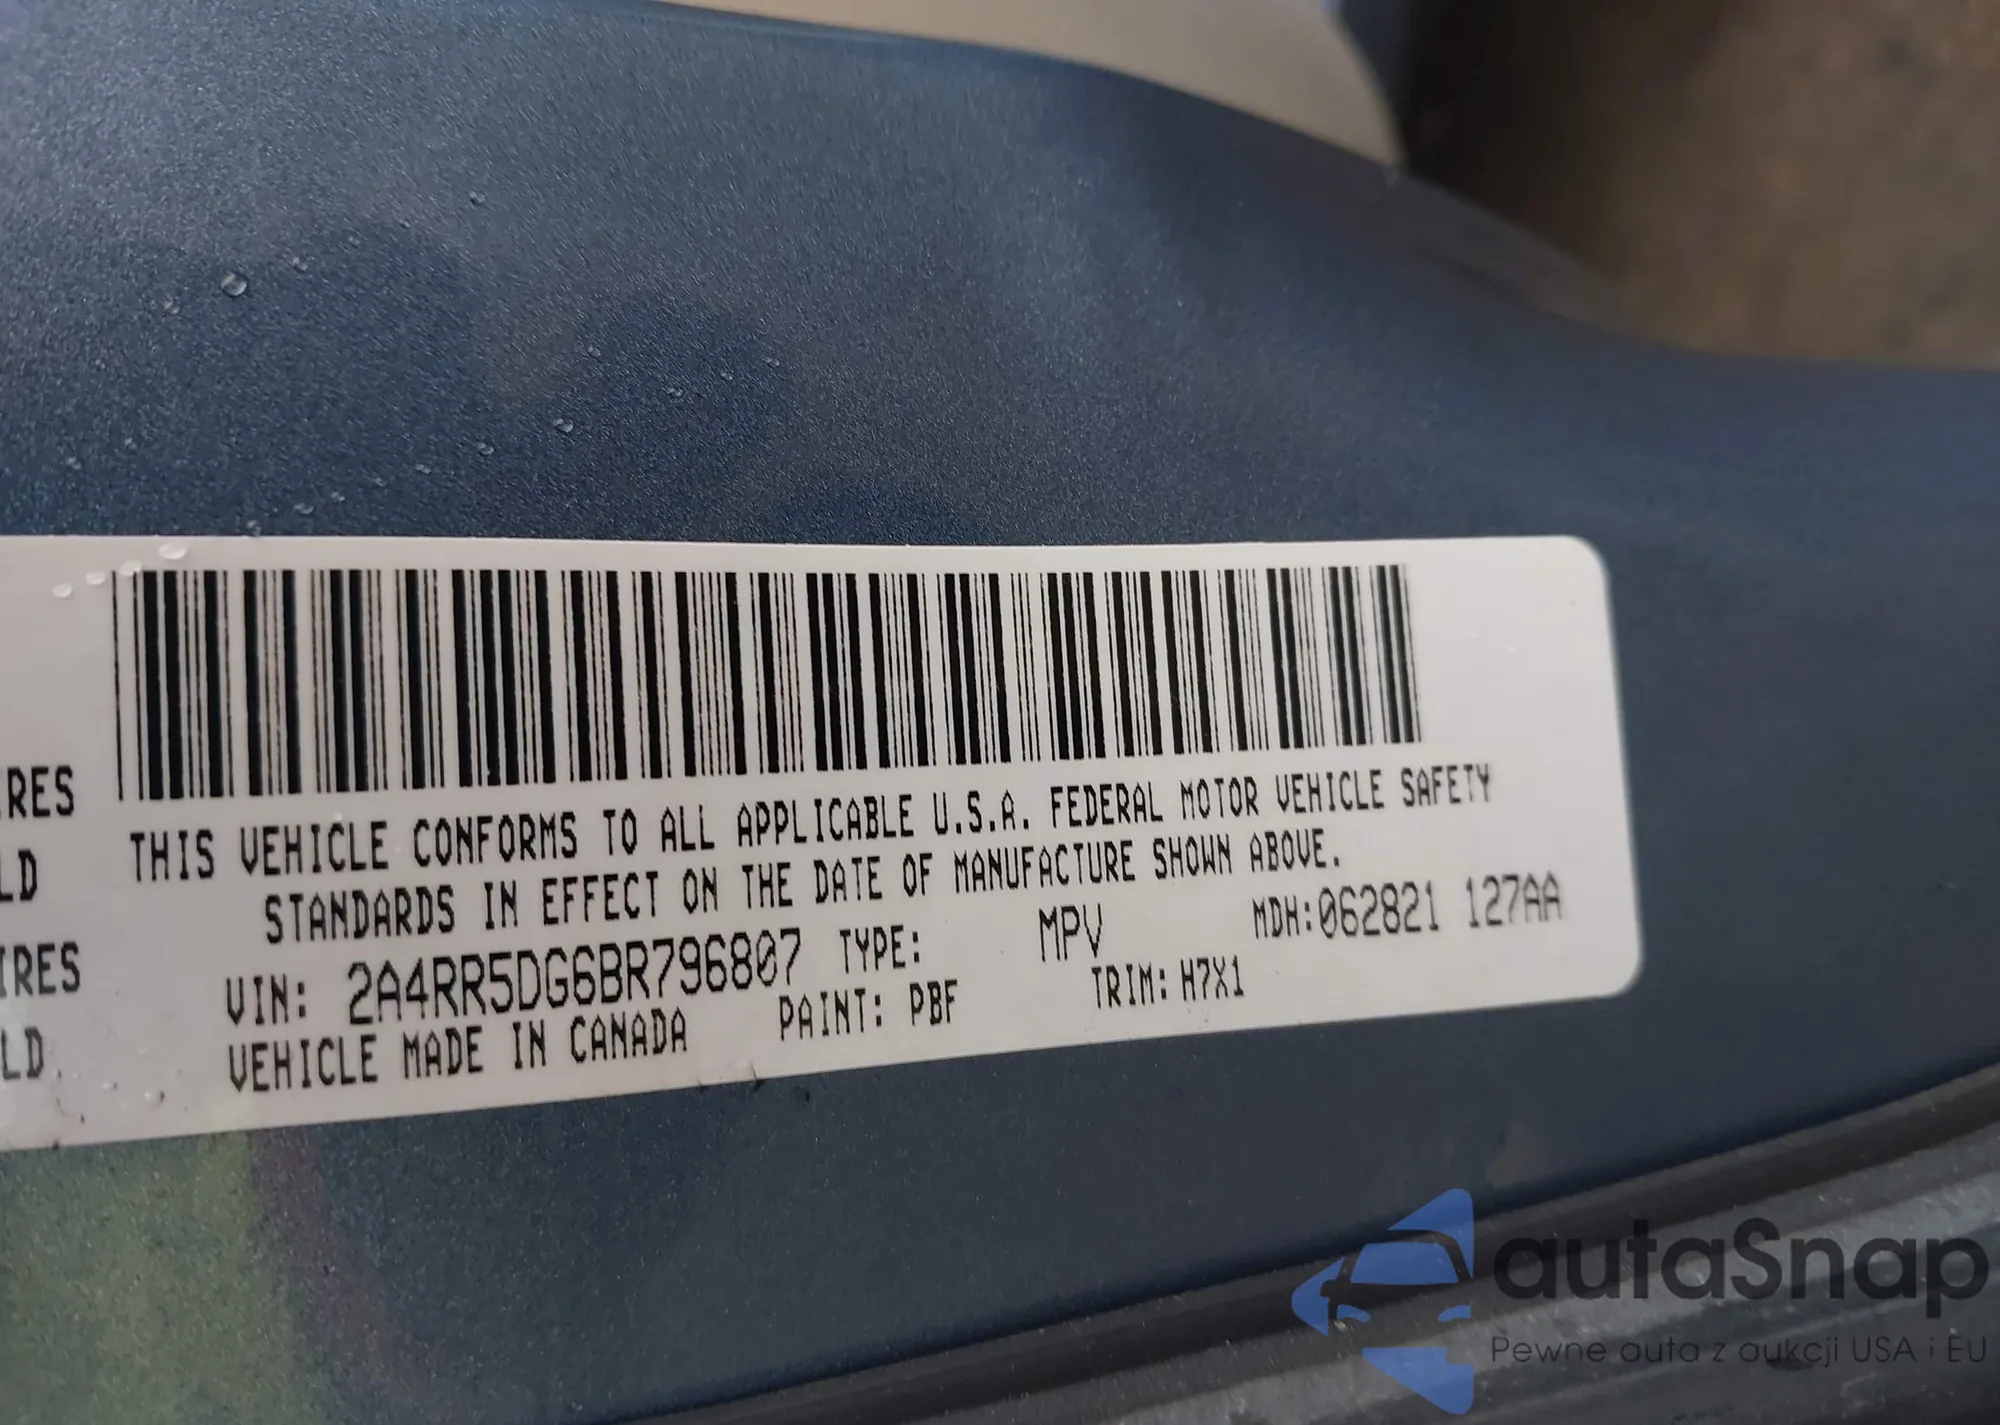 IRES
LD
IRES
LD
THIS VEHICLE CONFORMS TO ALL APPLICABLE U.S.A. FEDERAL MOTOR VEHICLE SAFETY
STANDARDS IN EFFECT ON THE DATE OF MANUFACTURE SHOWN ABOVE.
VIN: 2A4RR5DG6BR796807 TYPE: MPV MDH:062821 127AA
VEHICLE MADE IN CANADA PAINT: PBF TRIM: H7X1
autaSnap
Pewne auta z aukcji USA i EU